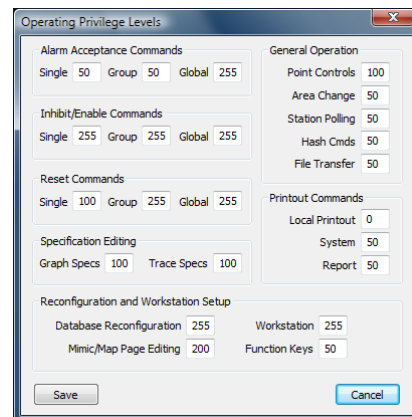 Operating Privilege Levels
Alarm Acceptance Commands
Single 50 Group 50 Global 255
Inhibit/Enable Commands
Single 255 Group 255 Global 255
Reset Commands
Single 100 Group 255 Global 255
Specification Editing
Graph Specs 100 Trace Specs 100
General Operation
Point Controls 100
Area Change 50
Station Polling 50
Hash Cmds 50
File Transfer 50
Printout Commands
Local Printout 0
System 50
Report 50
Reconfiguration and Workstation Setup
Database Reconfiguration 255 Workstation 255
Mimic/Map Page Editing 200 Function Keys 50
Save Cancel